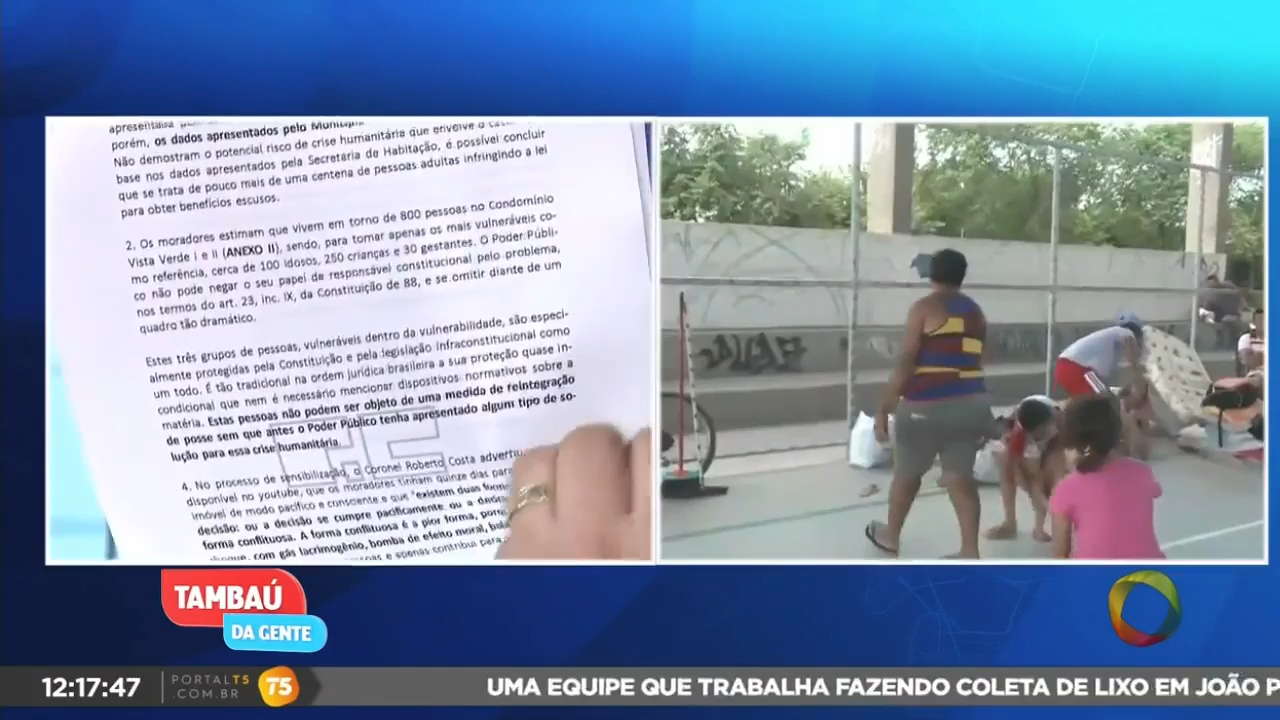 porém, os dados apresentados pelo
Não demostram o potencial risco de crise humanitária que envolve o
base nos dados apresentados pela Secretaria de Habitação, é possível concluir
que se trata de pouco mais de uma centena de pessoas adultas infringindo a lei
para obter benefícios escusos.
2. Os moradores estimam que vivem em torno de 800 pessoas no Condomínio
Vista Verde I e II (ANEXO II), sendo, para tomar apenas os mais vulneráveis co-
mo referência, cerca de 100 idosos, 250 crianças e 30 gestantes. O Poder Públi-
co não pode negar o seu papel de responsável constitucional pelo problema,
nos termos do art. 23, inc. IX, da Constituição de 88, e se omitir diante de um
quadro tão dramático.
Estes três grupos de pessoas, vulneráveis dentro da vulnerabilidade, são especi-
almente protegidas pela Constituição e pela legislação infraconstitucional como
um todo. É tão tradicional na ordem jurídica brasileira a sua proteção quase in-
condicional que nem é necessário mencionar dispositivos normativos sobre a
matéria. Estas pessoas não podem ser objeto de uma medida de reintegração
de posse sem que antes o Poder Público tenha apresentado algum tipo de so-
lução para essa crise humanitária.
4. No processo de sensibilização, o Coronel Roberto Costa advertiu,
disponível no youtube, que os moradores tinham quinze dias para
imóvel de modo pacífico e consciente e que "existem duas
decisão: ou a decisão se cumpre pacificamente, ou a
forma conflituosa. A forma conflituosa é a pior forma,
com gás lacrimogênio, bomba de efeito moral,
e apenas contribui para
TAMBAÚ
DA GENTE
12:17:47
PORTAL T5
.COM.BR
T5
UMA EQUIPE QUE TRABALHA FAZENDO COLETA DE LIXO EM JOÃO P